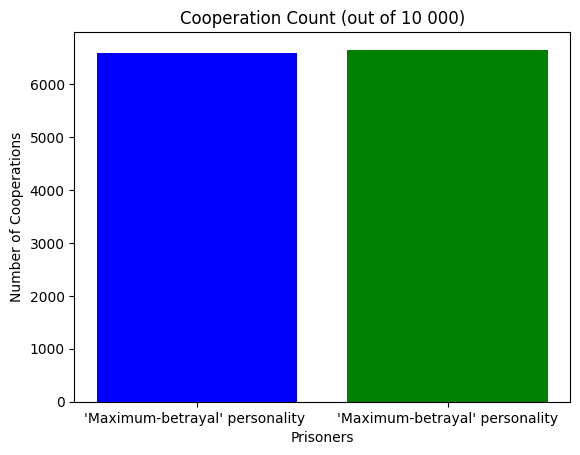 Cooperation Count (out of 10 000)
Number of Cooperations
6000
5000
4000
3000
2000
1000
0
'Maximum-betrayal' personality
'Maximum-betrayal' personality
Prisoners